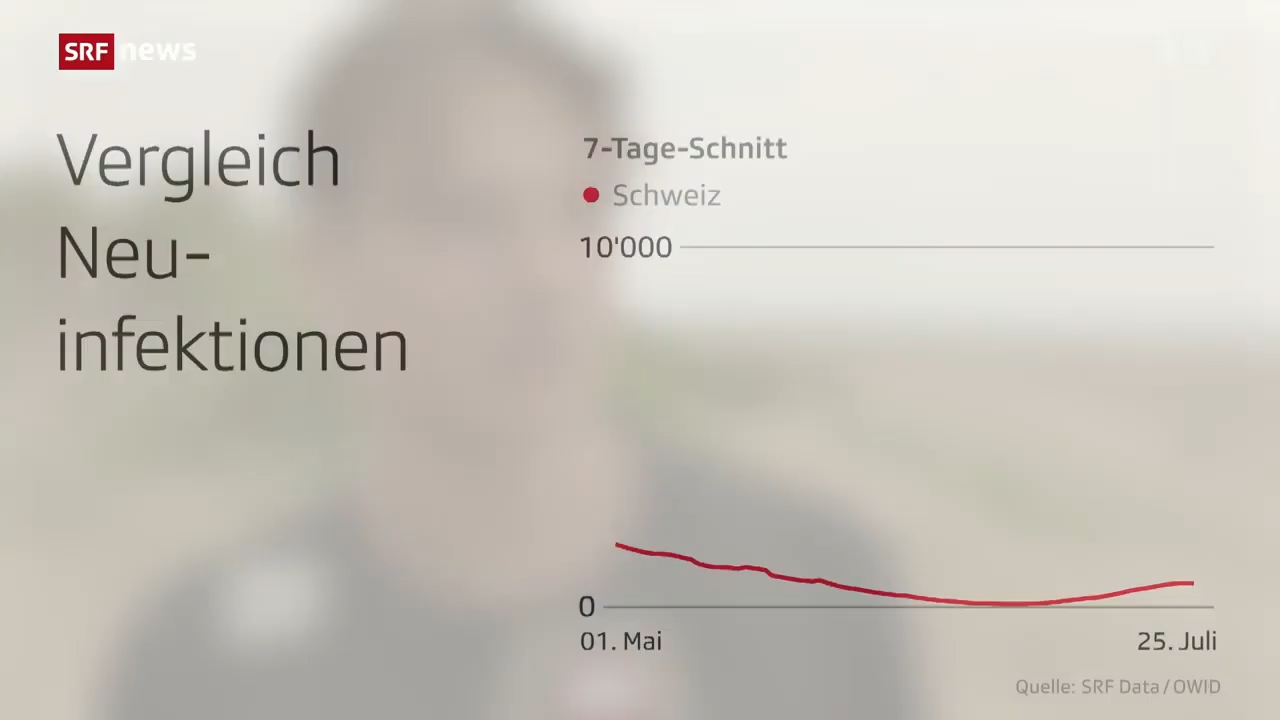 SRF news
Vergleich
Neu-
infektionen
7-Tage-Schnitt
Schweiz
10'000
0
01. Mai
25. Juli
Quelle: SRF Data / OWID